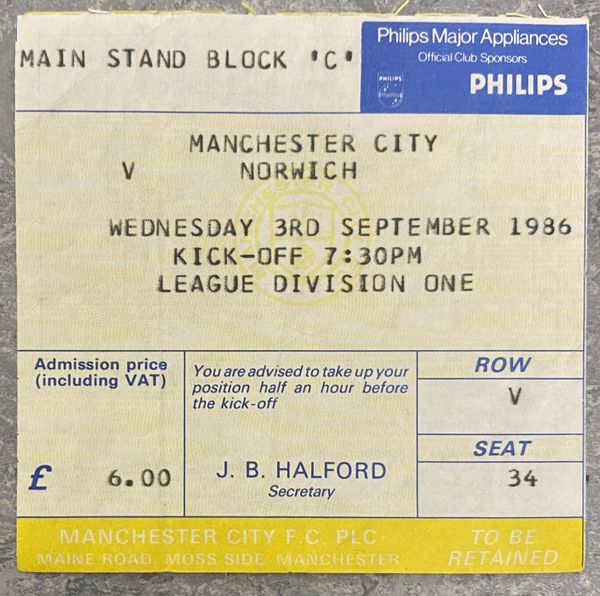 MAIN STAND BLOCK 'C'
Philips Major Appliances
Official Club Sponsors
PHILIPS
PHILIPS
MANCHESTER CITY
V NORWICH
WEDNESDAY 3RD SEPTEMBER 1986
KICK-OFF 7:30PM
LEAGUE DIVISION ONE
Admission price
(including VAT)
£ 6.00
You are advised to take up your
position half an hour before
the kick-off
J. B. HALFORD
Secretary
ROW
V
SEAT
34
MANCHESTER CITY F.C. PLC
MAINE ROAD, MOSS SIDE, MANCHESTER
TO BE
RETAINED